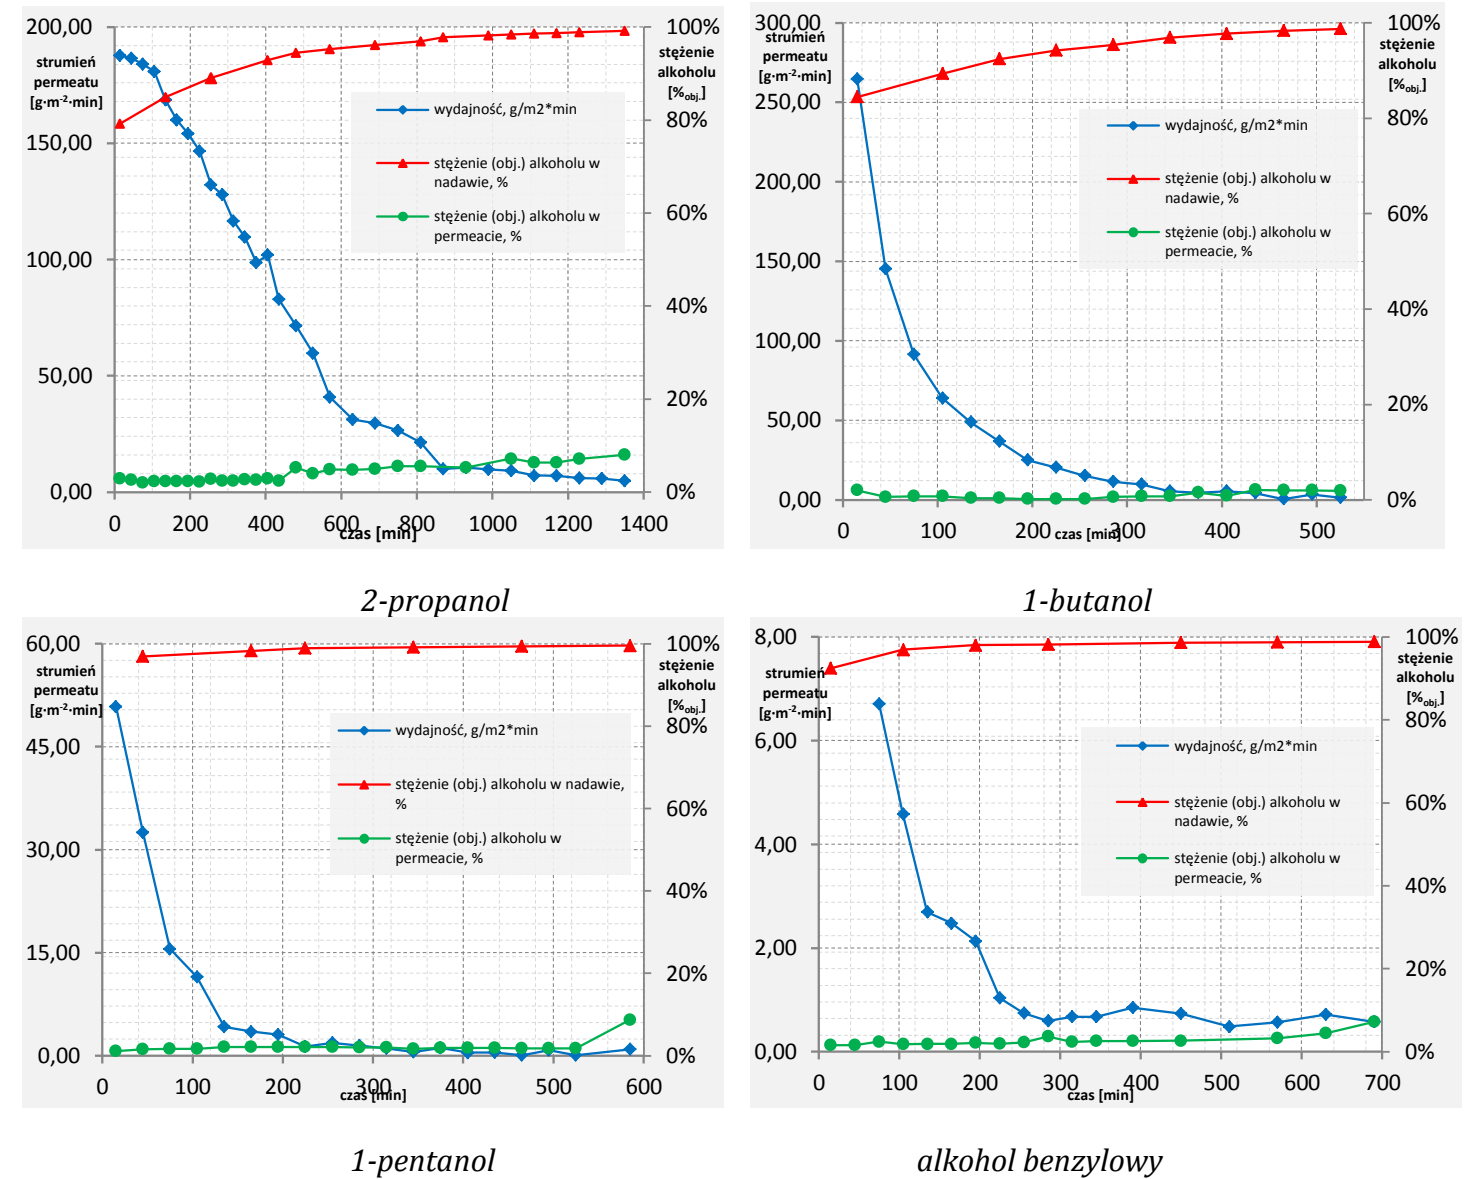 200,00
150,00
100,00
50,00
0,00
strumień
permeatu
[g·m⁻²·min]
100%
80%
60%
40%
20%
0%
stężenie
alkoholu
[%obj.]
wydajność, g/m2*min
stężenie (obj.) alkoholu w
nadawie, %
stężenie (obj.) alkoholu w
permeacie, %
0 200 400 600 800 1000 1200 1400
czas [min]
2-propanol
300,00
250,00
200,00
150,00
100,00
50,00
0,00
strumień
permeatu
[g·m⁻²·min]
100%
80%
60%
40%
20%
0%
stężenie
alkoholu
[%obj.]
wydajność, g/m2*min
stężenie (obj.) alkoholu w
nadawie, %
stężenie (obj.) alkoholu w
permeacie, %
0 100 200 300 400 500
czas [min]
1-butanol
60,00
45,00
30,00
15,00
0,00
strumień
permeatu
[g·m⁻²·min]
100%
80%
60%
40%
20%
0%
stężenie
alkoholu
[%obj.]
wydajność, g/m2*min
stężenie (obj.) alkoholu w nadawie,
%
stężenie (obj.) alkoholu w
permeacie, %
0 100 200 300 400 500 600
czas [min]
1-pentanol
8,00
6,00
4,00
2,00
0,00
strumień
permeatu
[g·m⁻²·min]
100%
80%
60%
40%
20%
0%
stężenie
alkoholu
[%obj.]
wydajność, g/m2*min
stężenie (obj.) alkoholu w
nadawie, %
stężenie (obj.) alkoholu w
permeacie, %
0 100 200 300 400 500 600 700
czas [min]
alkohol benzylowy